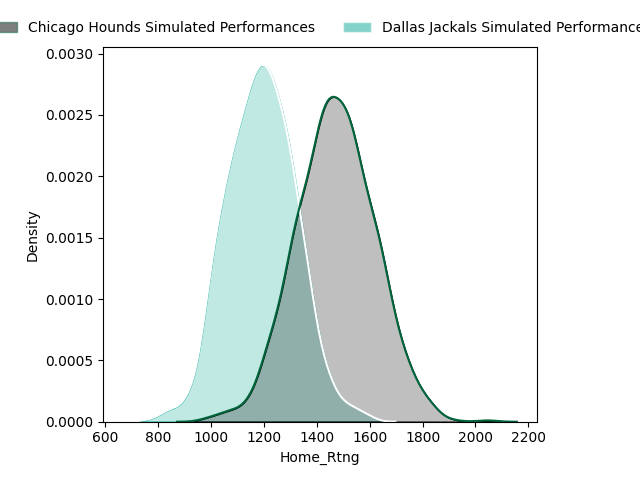 Chicago Hounds Simulated Performances
Dallas Jackals Simulated Performance
0.0030
0.0025
0.0020
0.0015
0.0010
0.0005
0.0000
Density
600 800 1000 1200 1400 1600 1800 2000 2200
Home_Rtng